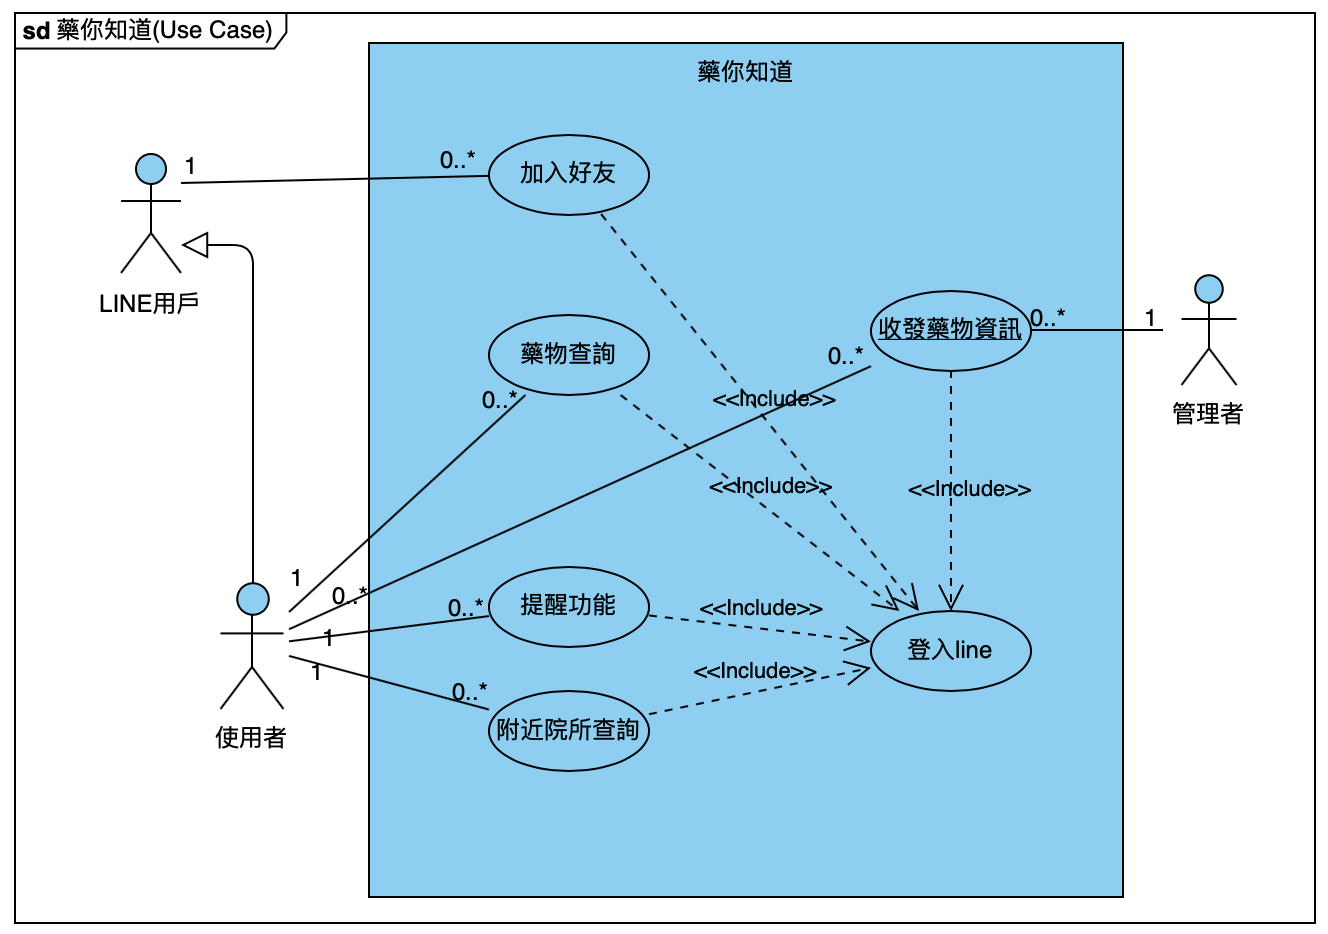 sd 藥你知道(Use Case)
藥你知道
1
0..*
加入好友
LINE用戶
藥物查詢
0..*
收發藥物資訊
0..*
1
0..*
管理者
<<Include>>
<<Include>>
<<Include>>
1
0..*
1
0..*
提醒功能
<<Include>>
登入line
1
0..*
<<Include>>
附近院所查詢
使用者